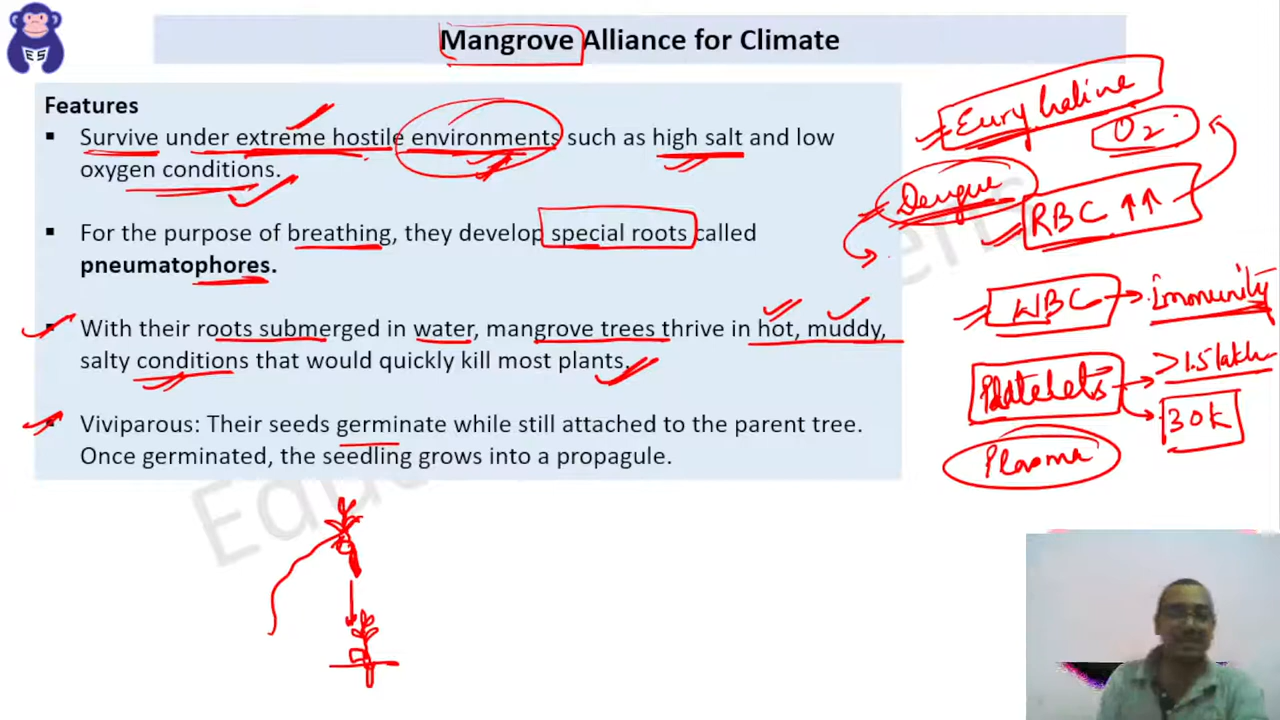 ES
Mangrove Alliance for Climate
Features
▪ Survive under extreme hostile environments such as high salt and low
oxygen conditions.
▪ For the purpose of breathing, they develop special roots called
pneumatophores.
▪ With their roots submerged in water, mangrove trees thrive in hot, muddy,
salty conditions that would quickly kill most plants.
▪ Viviparous: Their seeds germinate while still attached to the parent tree.
Once germinated, the seedling grows into a propagule.
Euryhaline
O2
Dengue
RBC ↑↑
WBC → immunity
Platelets → >1.5 lakh
→ 30k
Plasma